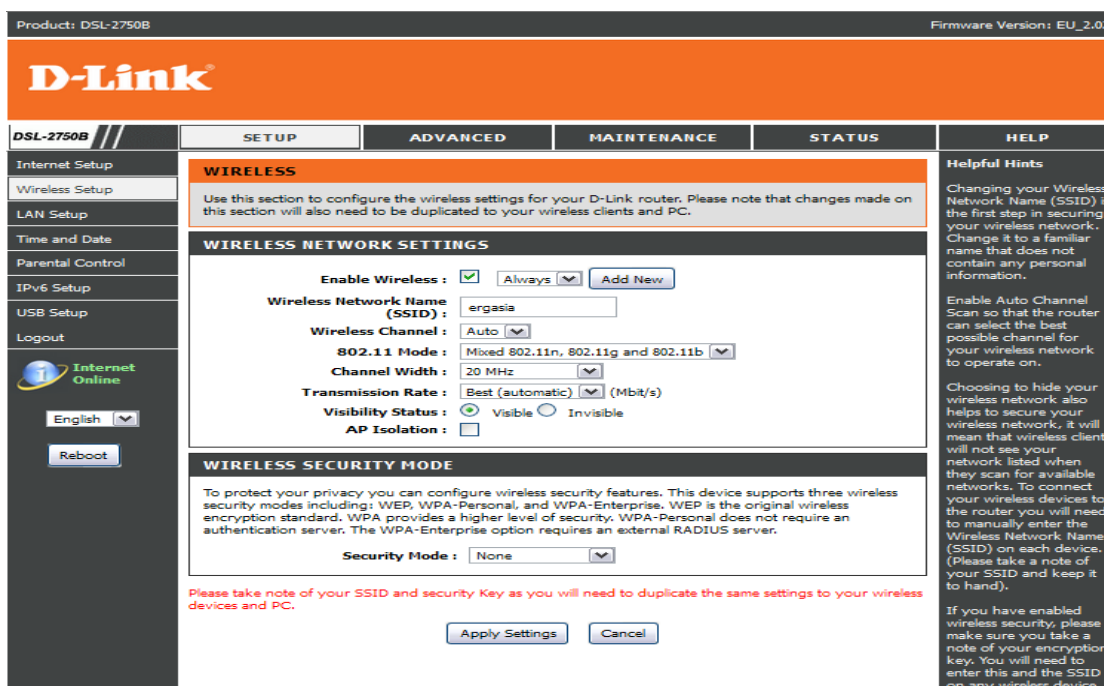 Product: DSL-2750B
Firmware Version: EU_2.0
D-Link
DSL-2750B
SETUP
ADVANCED
MAINTENANCE
STATUS
HELP
Internet Setup
Wireless Setup
LAN Setup
Time and Date
Parental Control
IPv6 Setup
USB Setup
Logout
Internet
Online
English
Reboot
WIRELESS
Use this section to configure the wireless settings for your D-Link router. Please note that changes made on
this section will also need to be duplicated to your wireless clients and PC.
WIRELESS NETWORK SETTINGS
Enable Wireless : Always Add New
Wireless Network Name
(SSID) : ergasia
Wireless Channel : Auto
802.11 Mode : Mixed 802.11n, 802.11g and 802.11b
Channel Width : 20 MHz
Transmission Rate : Best (automatic) (Mbit/s)
Visibility Status : Visible Invisible
AP Isolation :
WIRELESS SECURITY MODE
To protect your privacy you can configure wireless security features. This device supports three wireless
security modes including: WEP, WPA-Personal, and WPA-Enterprise. WEP is the original wireless
encryption standard. WPA provides a higher level of security. WPA-Personal does not require an
authentication server. The WPA-Enterprise option requires an external RADIUS server.
Security Mode : None
Please take note of your SSID and security Key as you will need to duplicate the same settings to your wireless
devices and PC.
Apply Settings Cancel
Helpful Hints
Changing your Wireless
Network Name (SSID) i
the first step in securing
your wireless network.
Change it to a familiar
name that does not
contain any personal
information.
Enable Auto Channel
Scan so that the router
can select the best
possible channel for
your wireless network
to operate on.
Choosing to hide your
wireless network also
helps to secure your
wireless network, it will
mean that wireless client
will not see your
network listed when
they scan for available
networks. To connect
your wireless devices to
the router you will need
to manually enter the
Wireless Network Name
(SSID) on each device.
(Please take a note of
your SSID and keep it
to hand).
If you have enabled
wireless security, please
make sure you take a
note of your encryption
key. You will need to
enter this and the SSID
on any wireless device